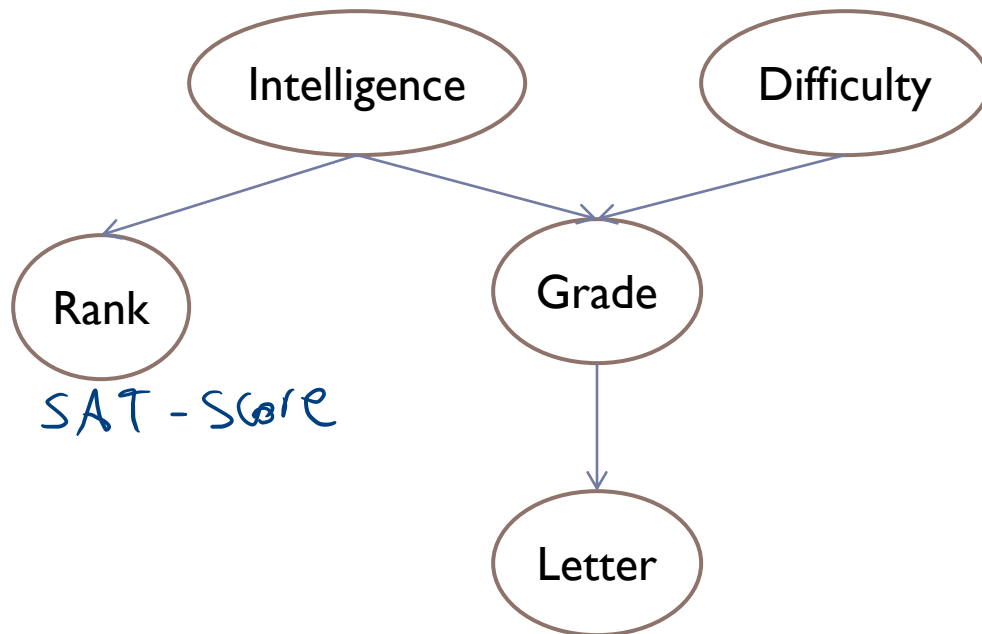 Intelligence
Difficulty
Rank
Grade
SAT - Score
Letter